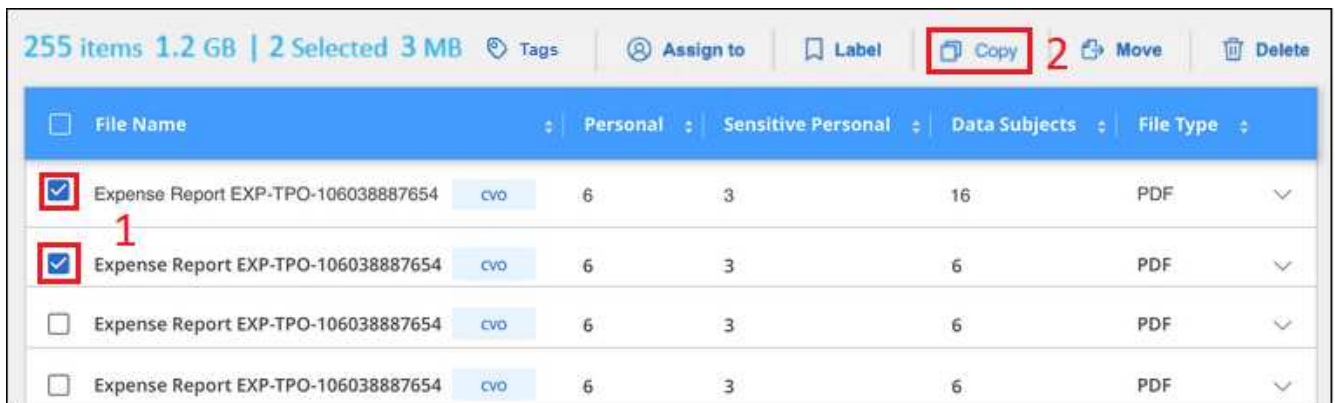 255 items 1.2 GB | 2 Selected 3 MB Tags Assign to Label Copy 2 Move Delete
File Name Personal Sensitive Personal Data Subjects File Type
Expense Report EXP-TPO-106038887654 CVO 6 3 16 PDF
1
Expense Report EXP-TPO-106038887654 CVO 6 3 6 PDF
Expense Report EXP-TPO-106038887654 CVO 6 3 6 PDF
Expense Report EXP-TPO-106038887654 CVO 6 3 6 PDF